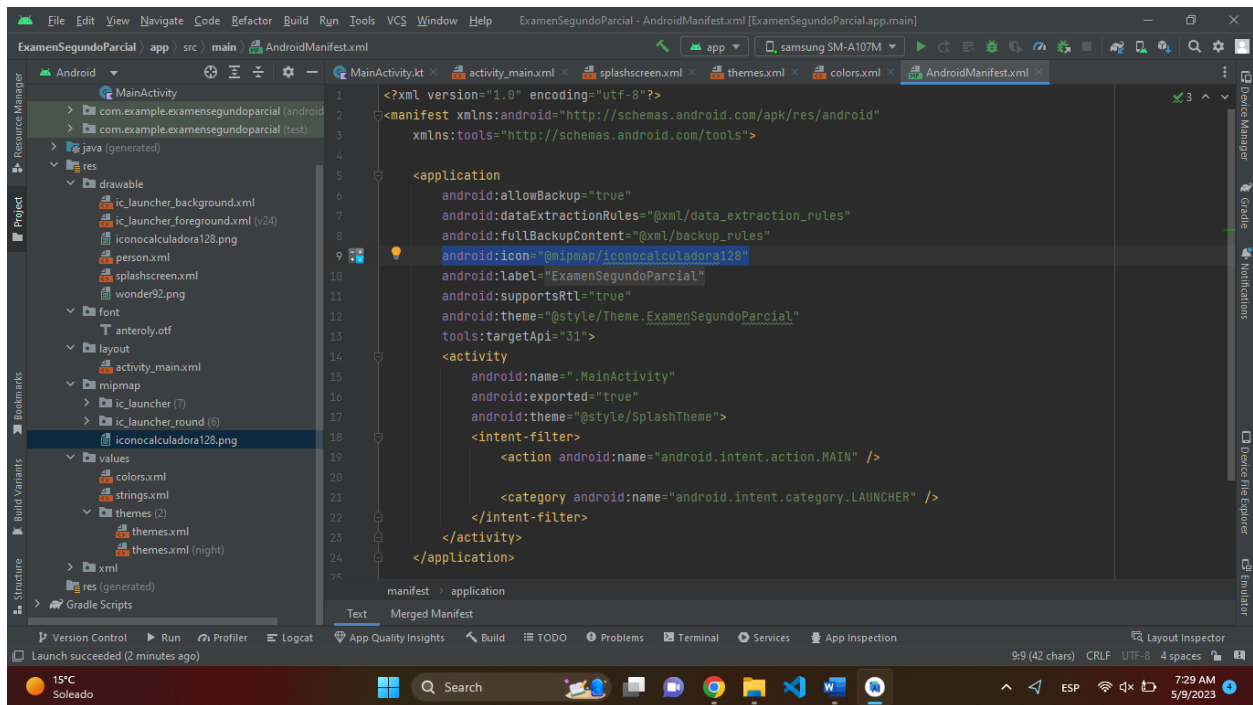 File Edit View Navigate Code Refactor Build Run Tools VCS Window Help ExamenSegundoParcial - AndroidManifest.xml [ExamenSegundoParcial.app.main]
ExamenSegundoParcial app src main AndroidManifest.xml
app
samsung SM-A107M
Android
MainActivity.kt activity_main.xml splashscreen.xml themes.xml colors.xml AndroidManifest.xml
Resource Manager
Project
Bookmarks
Build Variants
Structure
MainActivity
com.example.examensegundoparcial (android
com.example.examensegundoparcial (test)
java (generated)
res
drawable
ic_launcher_background.xml
ic_launcher_foreground.xml (v24)
iconocalculadora128.png
person.xml
splashscreen.xml
wonder92.png
font
anteroly.otf
layout
activity_main.xml
mipmap
ic_launcher (7)
ic_launcher_round (6)
iconocalculadora128.png
values
colors.xml
strings.xml
themes (2)
themes.xml
themes.xml (night)
xml
res (generated)
Gradle Scripts
3
1 <?xml version="1.0" encoding="utf-8"?>
2 <manifest xmlns:android="http://schemas.android.com/apk/res/android"
3 xmlns:tools="http://schemas.android.com/tools">
4
5 <application
6 android:allowBackup="true"
7 android:dataExtractionRules="@xml/data_extraction_rules"
8 android:fullBackupContent="@xml/backup_rules"
9 android:icon="@mipmap/iconocalculadora128"
10 android:label="ExamenSegundoParcial"
11 android:supportsRtl="true"
12 android:theme="@style/Theme.ExamenSegundoParcial"
13 tools:targetApi="31">
14 <activity
15 android:name=".MainActivity"
16 android:exported="true"
17 android:theme="@style/SplashTheme">
18 <intent-filter>
19 <action android:name="android.intent.action.MAIN" />
20
21 <category android:name="android.intent.category.LAUNCHER" />
22 </intent-filter>
23 </activity>
24 </application>
25
manifest application
Text Merged Manifest
Device Manager
Gradle
Notifications
Device File Explorer
Emulator
Version Control Run Profiler Logcat App Quality Insights Build TODO Problems Terminal Services App Inspection Layout Inspector
Launch succeeded (2 minutes ago) 9:9 (42 chars) CRLF UTF-8 4 spaces
15°C
Soleado
Search
ESP
7:29 AM
5/9/2023
4